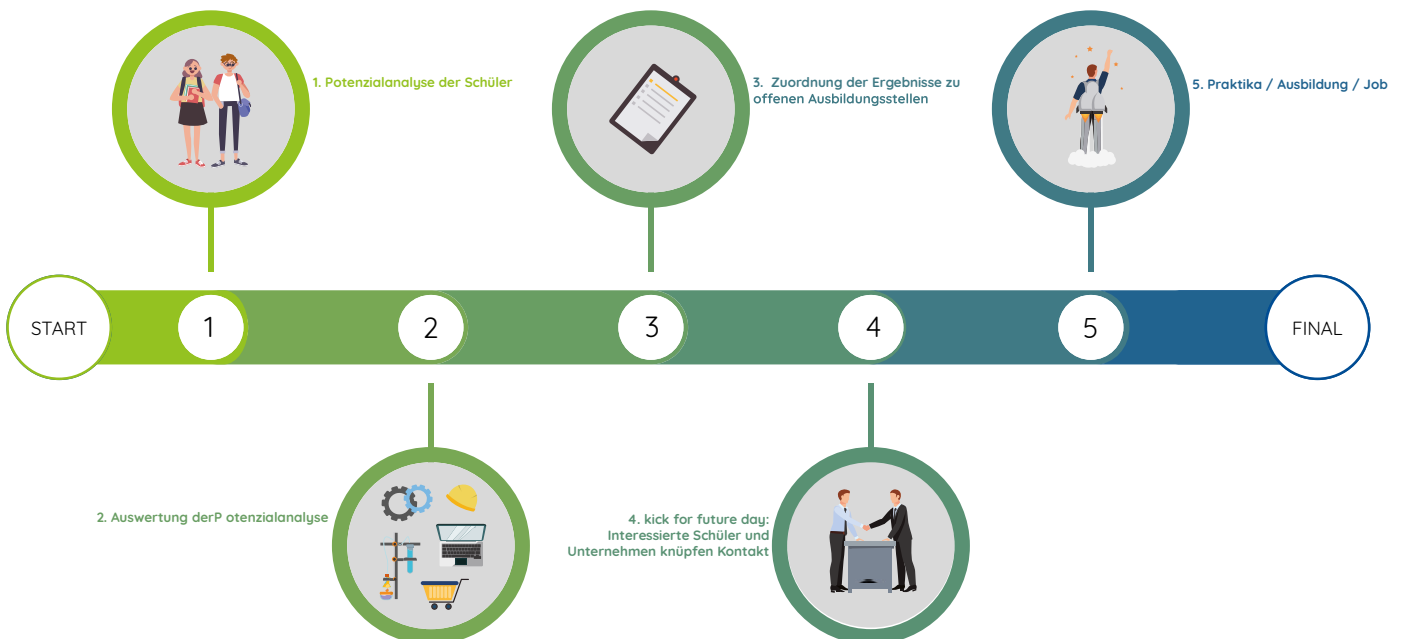 1. Potenzialanalyse der Schüler
3. Zuordnung der Ergebnisse zu
offenen Ausbildungsstellen
5. Praktika / Ausbildung / Job
START
1
2
3
4
5
FINAL
2. Auswertung derP otenzialanalyse
4. kick for future day:
Interessierte Schüler und
Unternehmen knüpfen Kontakt